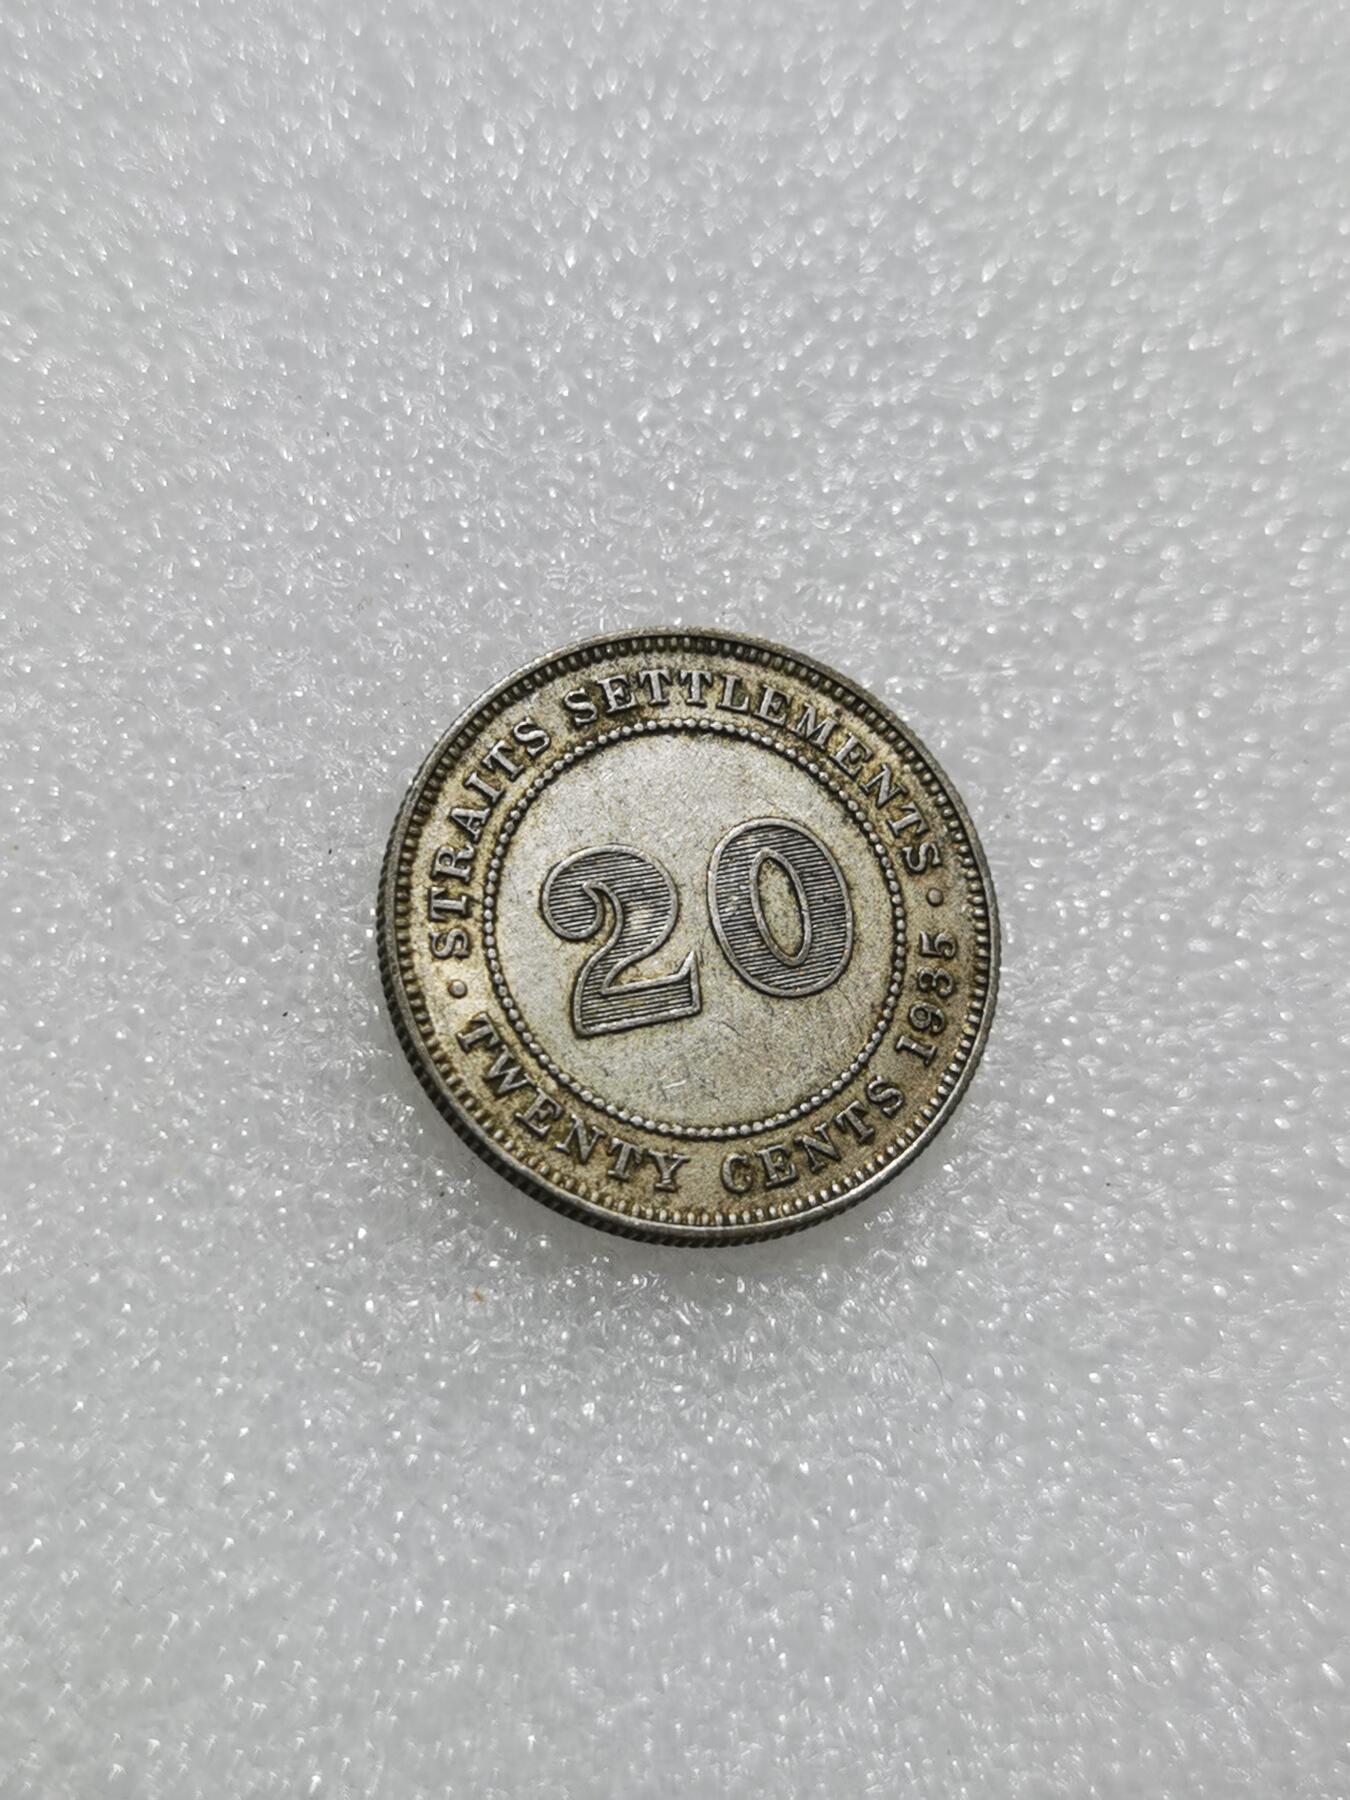 · STRAITS SETTLEMENTS ·
20
TWENTY CENTS 1935